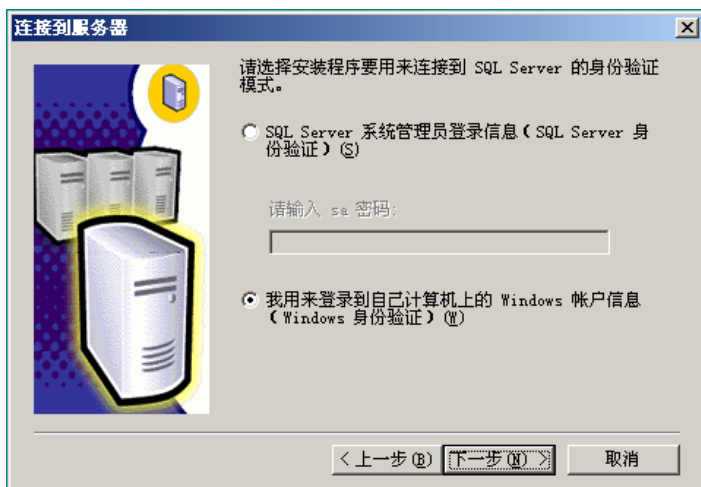 连接到服务器
请选择安装程序要用来连接到 SQL Server 的身份验证
模式。
SQL Server 系统管理员登录信息(SQL Server 身
份验证)(S)
请输入 sa 密码:
我用来登录到自己计算机上的 Windows 帐户信息
(Windows 身份验证)(W)
<上一步(B) 下一步(N) > 取消